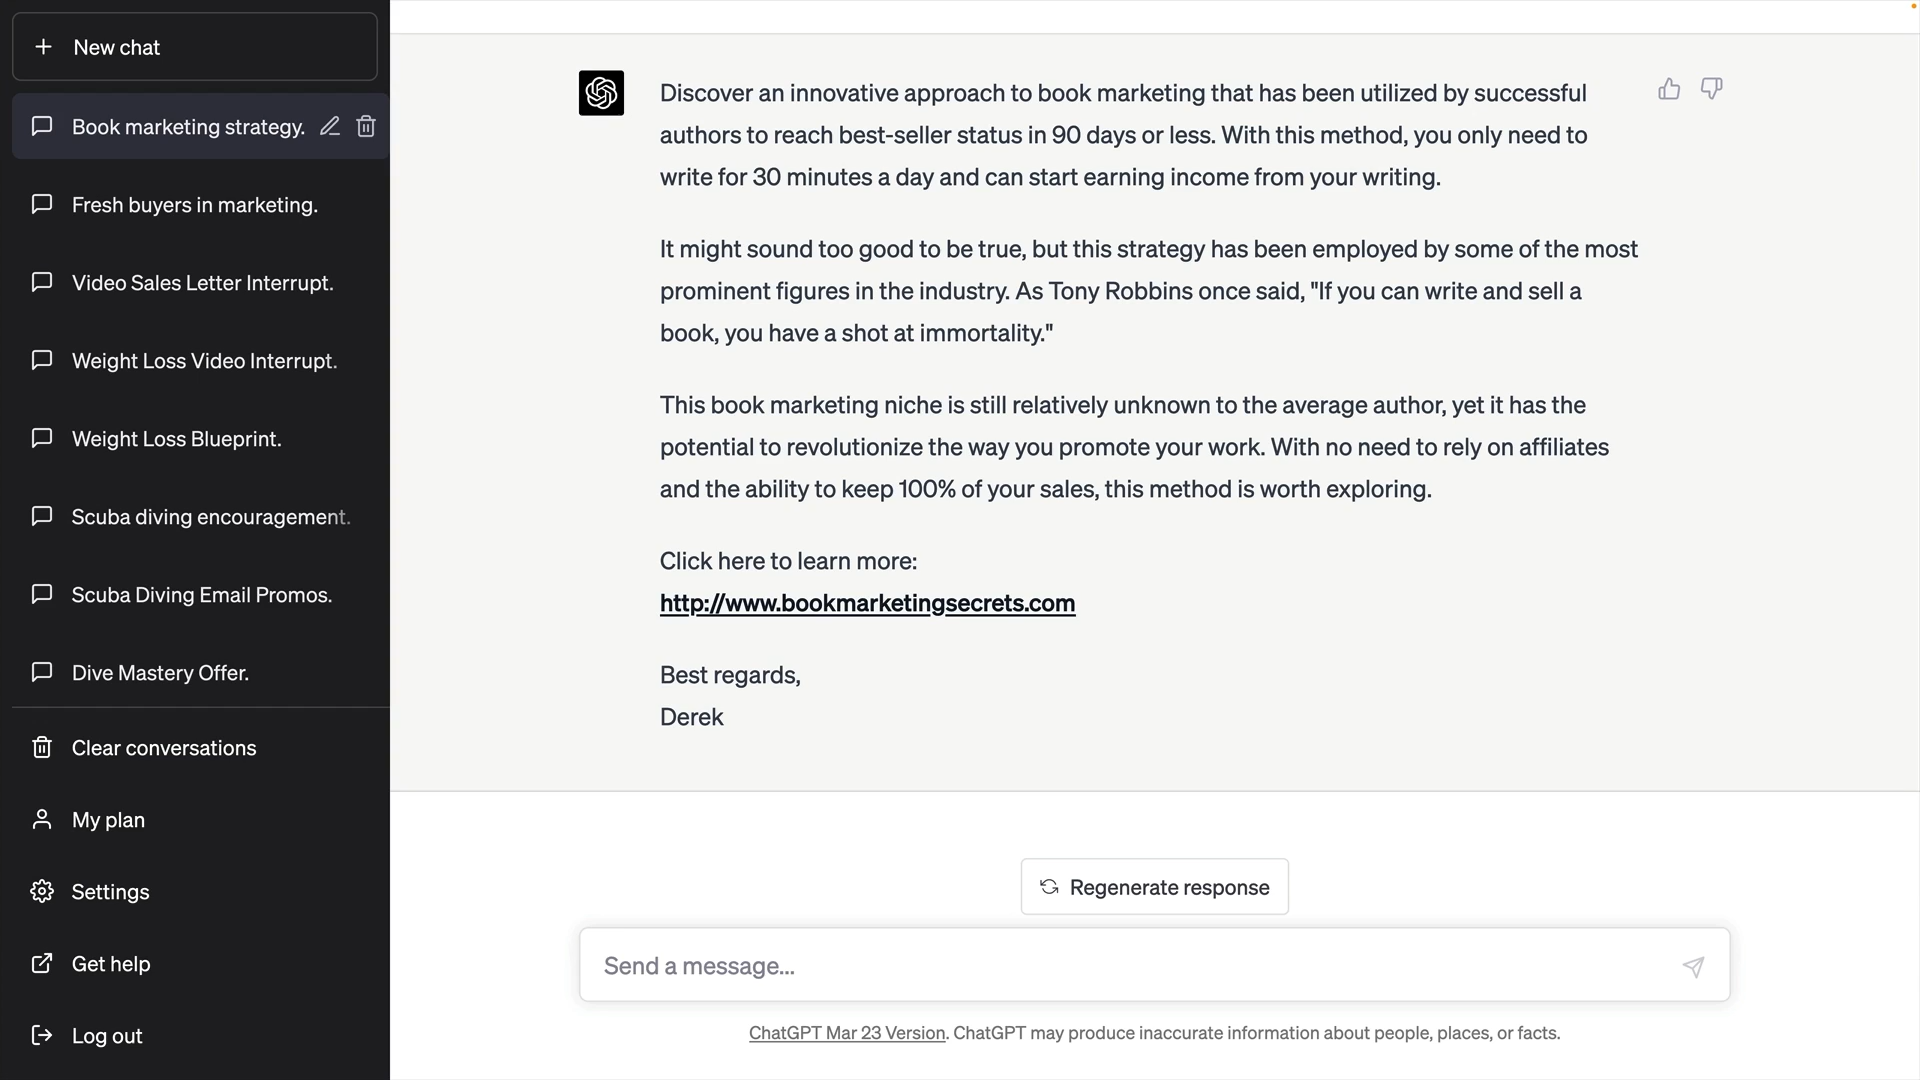 New chat
Book marketing strategy.
Fresh buyers in marketing.
Video Sales Letter Interrupt.
Weight Loss Video Interrupt.
Weight Loss Blueprint.
Scuba diving encouragement.
Scuba Diving Email Promos.
Dive Mastery Offer.
Clear conversations
My plan
Settings
Get help
Log out
Discover an innovative approach to book marketing that has been utilized by successful
authors to reach best-seller status in 90 days or less. With this method, you only need to
write for 30 minutes a day and can start earning income from your writing.
It might sound too good to be true, but this strategy has been employed by some of the most
prominent figures in the industry. As Tony Robbins once said, "If you can write and sell a
book, you have a shot at immortality."
This book marketing niche is still relatively unknown to the average author, yet it has the
potential to revolutionize the way you promote your work. With no need to rely on affiliates
and the ability to keep 100% of your sales, this method is worth exploring.
Click here to learn more:
http://www.bookmarketingsecrets.com
Best regards,
Derek
Regenerate response
Send a message...
ChatGPT Mar 23 Version. ChatGPT may produce inaccurate information about people, places, or facts.